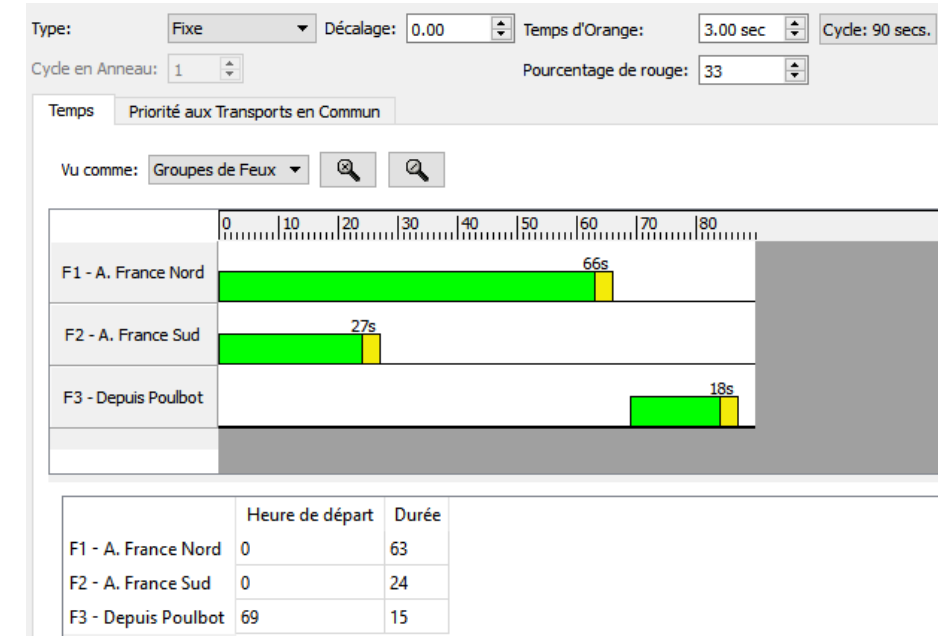 Type: Fixe Décalage: 0.00 Temps d'Orange: 3.00 sec Cycle: 90 secs.
Cycle en Anneau: 1 Pourcentage de rouge: 33
Temps Priorité aux Transports en Commun
Vu comme: Groupes de Feux
0 10 20 30 40 50 60 70 80
F1 - A. France Nord 66s
F2 - A. France Sud 27s
F3 - Depuis Poulbot 18s
Heure de départ Durée
F1 - A. France Nord 0 63
F2 - A. France Sud 0 24
F3 - Depuis Poulbot 69 15